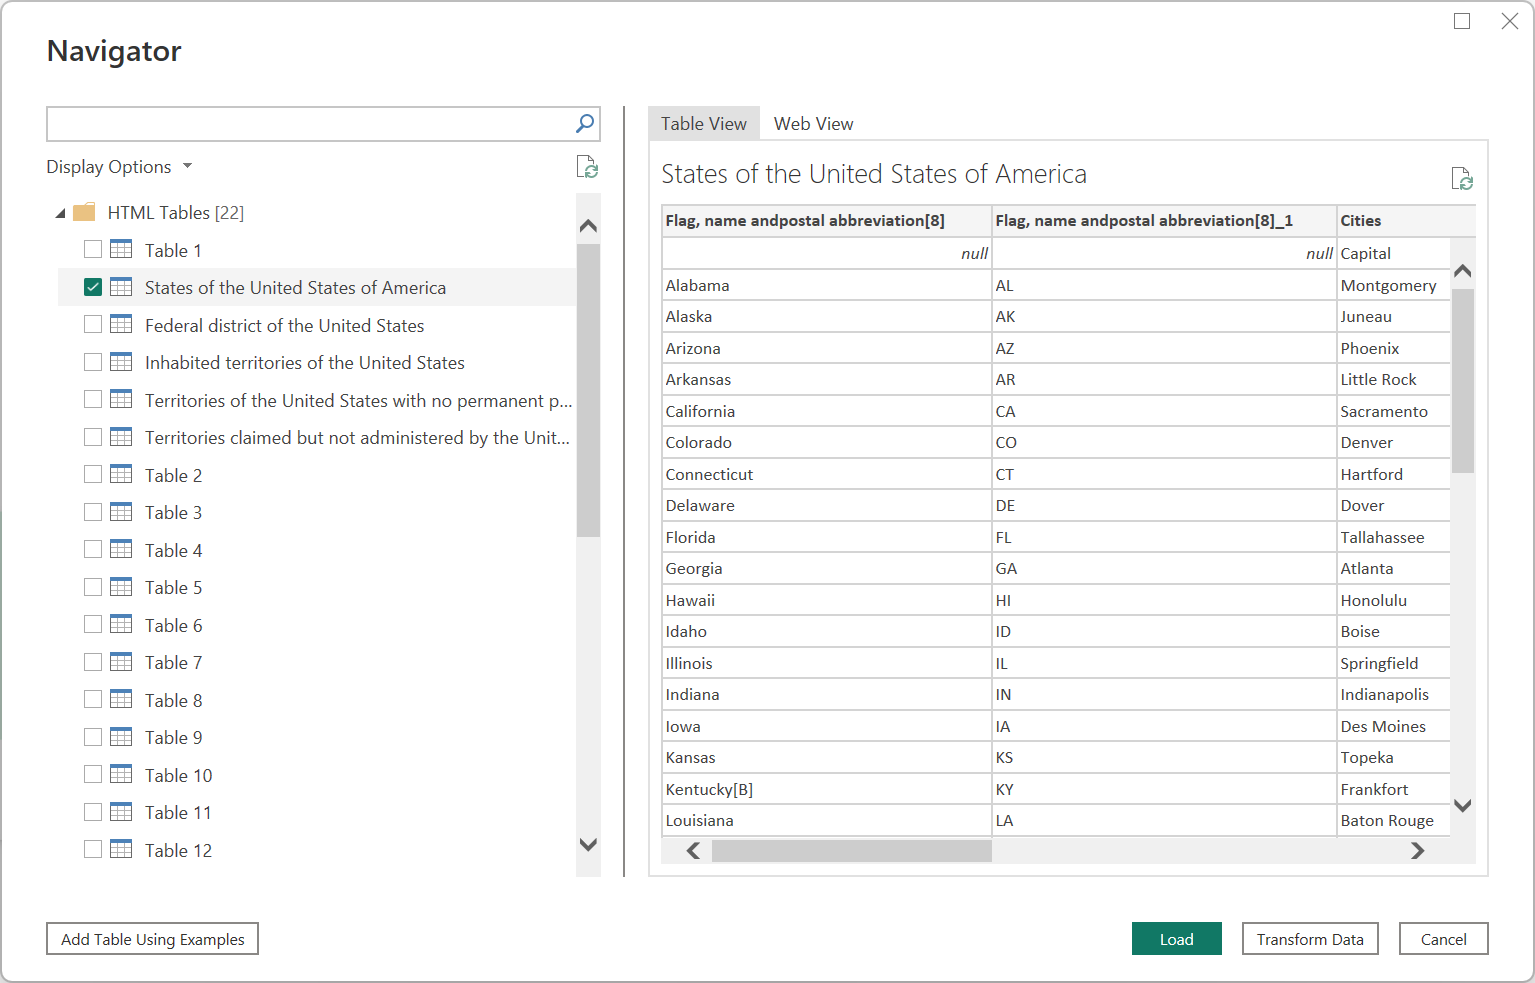 Navigator
Display Options
HTML Tables [22]
Table 1
States of the United States of America
Federal district of the United States
Inhabited territories of the United States
Territories of the United States with no permanent p...
Territories claimed but not administered by the Unit...
Table 2
Table 3
Table 4
Table 5
Table 6
Table 7
Table 8
Table 9
Table 10
Table 11
Table 12
Add Table Using Examples
Table View Web View
States of the United States of America
Flag, name andpostal abbreviation[8] Flag, name andpostal abbreviation[8]_1 Cities
null null Capital
Alabama AL Montgomery
Alaska AK Juneau
Arizona AZ Phoenix
Arkansas AR Little Rock
California CA Sacramento
Colorado CO Denver
Connecticut CT Hartford
Delaware DE Dover
Florida FL Tallahassee
Georgia GA Atlanta
Hawaii HI Honolulu
Idaho ID Boise
Illinois IL Springfield
Indiana IN Indianapolis
Iowa IA Des Moines
Kansas KS Topeka
Kentucky[B] KY Frankfort
Louisiana LA Baton Rouge
Load Transform Data Cancel